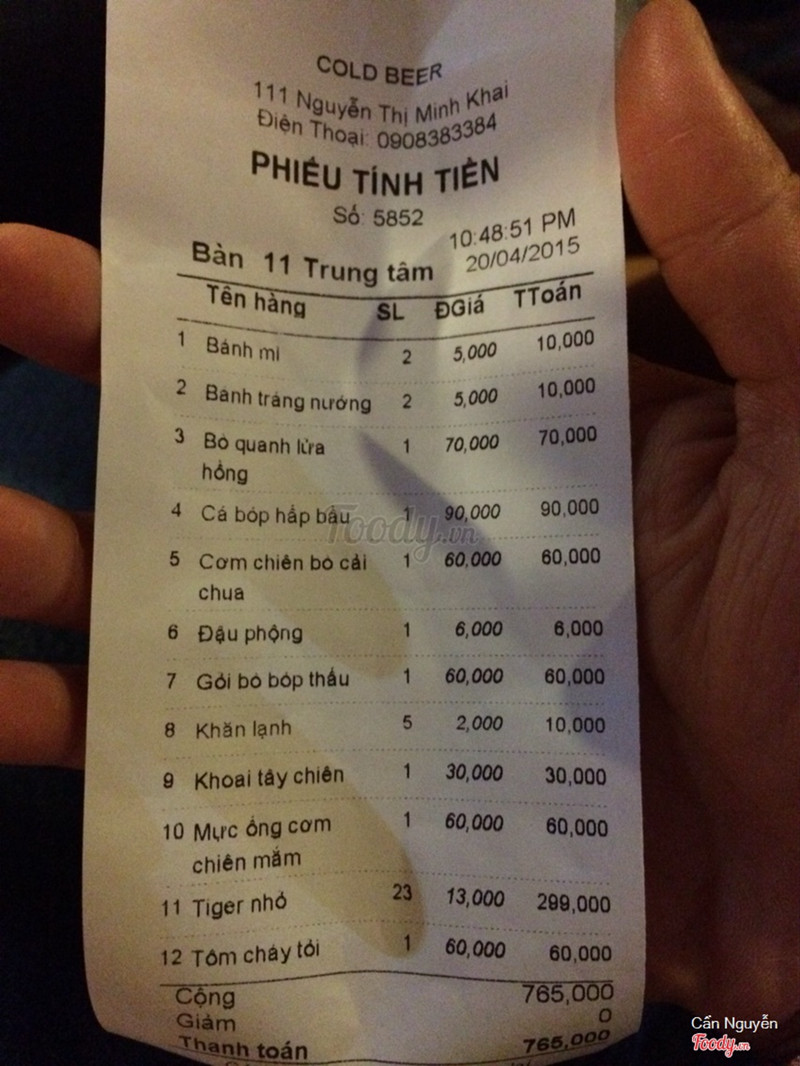 COLD BEER
111 Nguyễn Thị Minh Khai
Điện Thoại: 0908383384
PHIẾU TÍNH TIỀN
Số: 5852
10:48:51 PM
Bàn 11 Trung tâm 20/04/2015
Tên hàng SL ĐGiá TToán
1 Bánh mì 2 5,000 10,000
2 Bánh tráng nướng 2 5,000 10,000
3 Bò quanh lửa 1 70,000 70,000
hồng
4 Cá bóp hấp bầu 1 90,000 90,000
5 Cơm chiên bò cải 1 60,000 60,000
chua
6 Đậu phộng 1 6,000 6,000
7 Gỏi bò bóp thấu 1 60,000 60,000
8 Khăn lạnh 5 2,000 10,000
9 Khoai tây chiên 1 30,000 30,000
10 Mực ống cơm 1 60,000 60,000
chiên mắm
11 Tiger nhỏ 23 13,000 299,000
12 Tôm cháy tỏi 1 60,000 60,000
Cộng 765,000
Giảm 0
Thanh toán 765,000
Foody.vn
Cẩn Nguyễn
Foody.vn